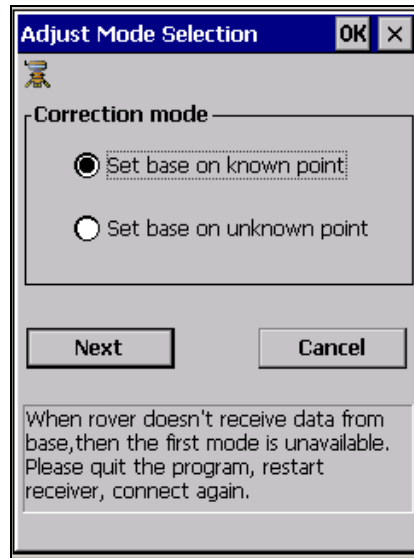 Adjust Mode Selection OK ×
Correction mode
Set base on known point
Set base on unknown point
Next Cancel
When rover doesn't receive data from
base,then the first mode is unavailable.
Please quit the program, restart
receiver, connect again.